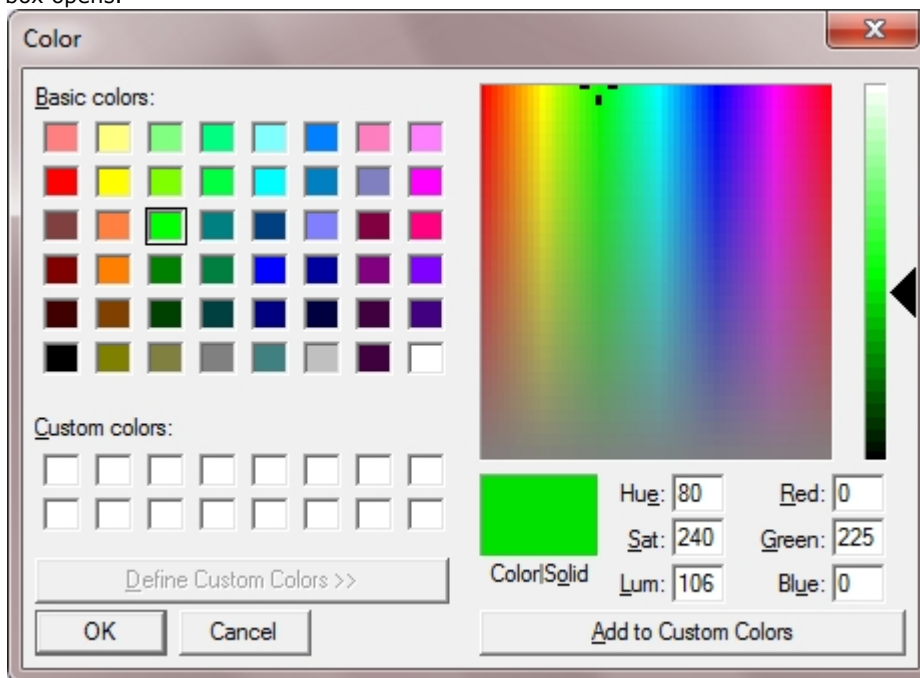 box opens.
Color
x
Basic colors:
Custom colors:
Define Custom Colors >>
OK
Cancel
Color|Solid
Hue: 80
Sat: 240
Lum: 106
Red: 0
Green: 225
Blue: 0
Add to Custom Colors